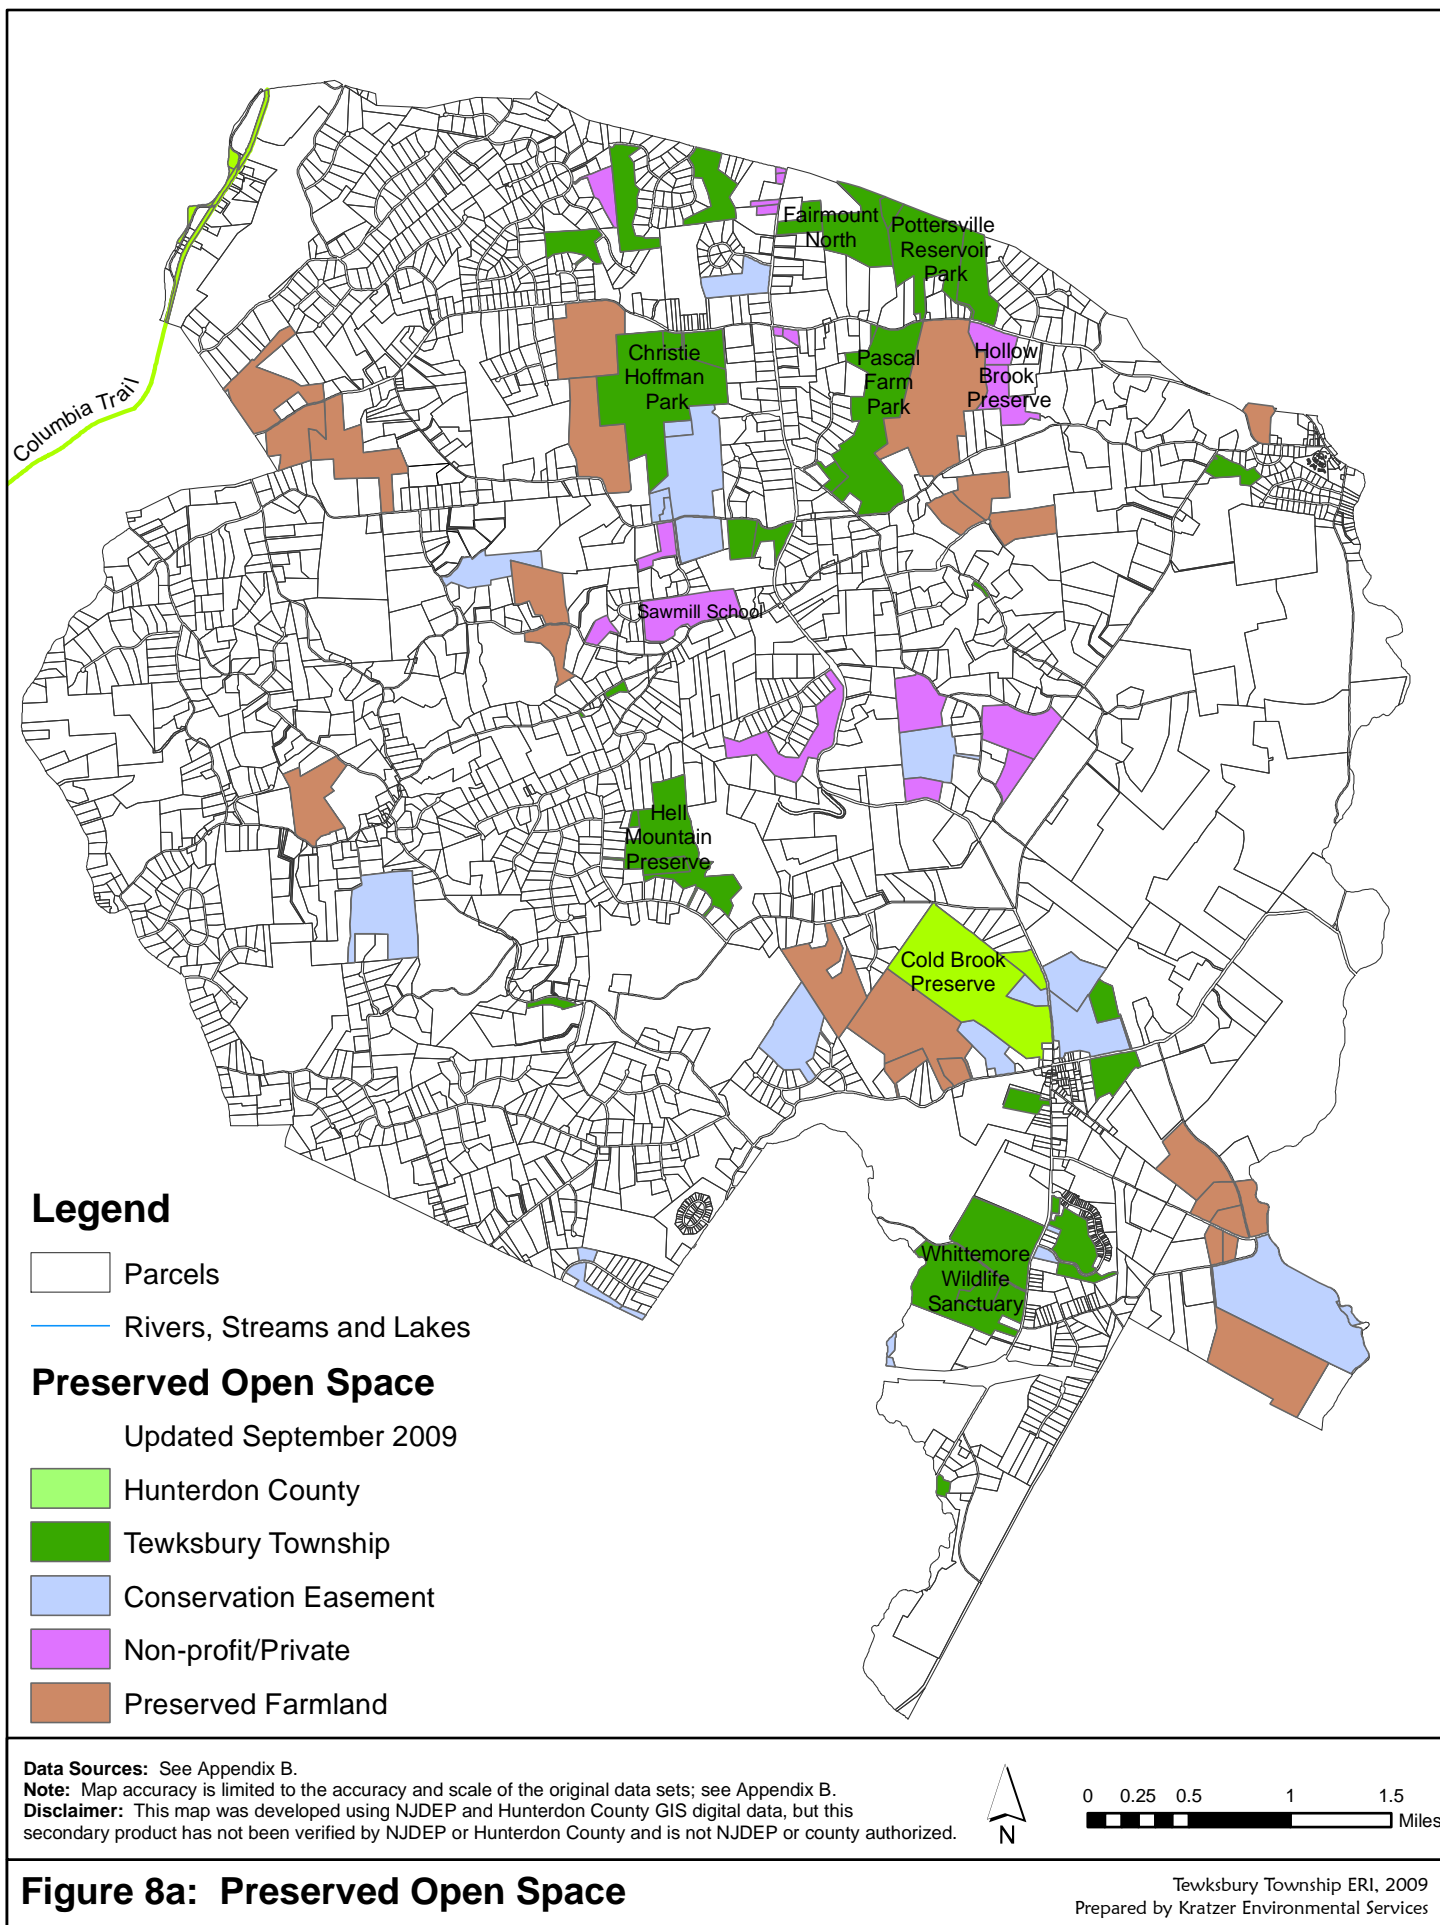 Fairmount
North
Pottersville
Reservoir
Park
Christie
Hoffman
Park
Pascal
Farm
Park
Hollow
Brook
Preserve
Columbia Trail
Sawmill School
Hell
Mountain
Preserve
Cold Brook
Preserve
Whittemore
Wildlife
Sanctuary
Legend
Parcels
Rivers, Streams and Lakes
Preserved Open Space
Updated September 2009
Hunterdon County
Tewksbury Township
Conservation Easement
Non-profit/Private
Preserved Farmland
Data Sources: See Appendix B.
Note: Map accuracy is limited to the accuracy and scale of the original data sets; see Appendix B.
Disclaimer: This map was developed using NJDEP and Hunterdon County GIS digital data, but this
secondary product has not been verified by NJDEP or Hunterdon County and is not NJDEP or county authorized.
N
0 0.25 0.5 1 1.5
Miles
Figure 8a: Preserved Open Space
Tewksbury Township ERI, 2009
Prepared by Kratzer Environmental Services